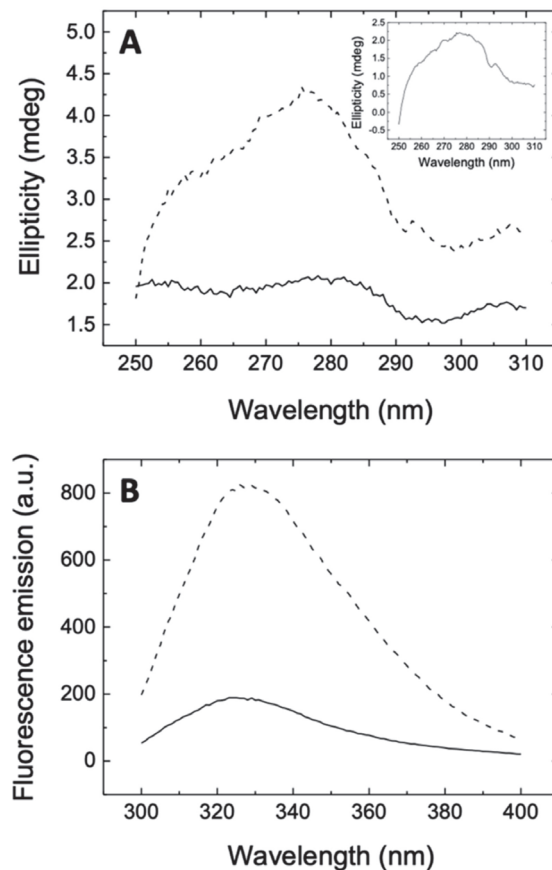 A
Ellipticity (mdeg)
5.0
4.5
4.0
3.5
3.0
2.5
2.0
1.5
250 260 270 280 290 300 310
Wavelength (nm)
Ellipticity (mdeg)
2.5
2.0
1.5
1.0
0.5
0.0
-0.5
250 260 270 280 290 300 310
Wavelength (nm)
B
Fluorescence emission (a.u.)
800
600
400
200
0
300 320 340 360 380 400
Wavelength (nm)